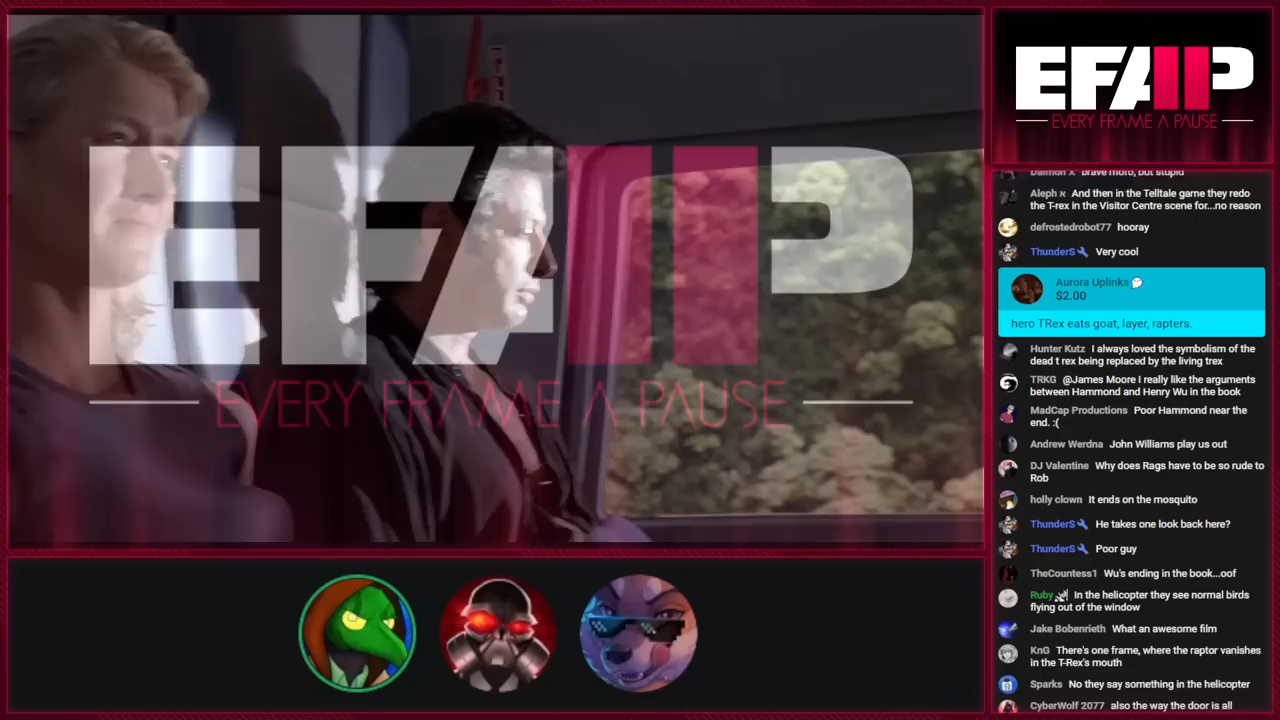 EFAP
EVERY FRAME A PAUSE
EFAP
EVERY FRAME A PAUSE
Daimon X brave mofo, but stupid
Aleph א And then in the Telltale game they redo
the T-rex in the Visitor Centre scene for...no reason
defrostedrobot77 hooray
ThunderS Very cool
Aurora Uplinks
$2.00
hero TRex eats goat, layer, rapters.
Hunter Kutz I always loved the symbolism of the
dead t rex being replaced by the living trex
TRKG @James Moore I really like the arguments
between Hammond and Henry Wu in the book
MadCap Productions Poor Hammond near the
end. :(
Andrew Werdna John Williams play us out
DJ Valentine Why does Rags have to be so rude to
Rob
holly clown It ends on the mosquito
ThunderS He takes one look back here?
ThunderS Poor guy
TheCountess1 Wu's ending in the book...oof
Ruby In the helicopter they see normal birds
flying out of the window
Jake Bobenrieth What an awesome film
KnG There's one frame, where the raptor vanishes
in the T-Rex's mouth
Sparks No they say something in the helicopter
CyberWolf 2077 also the way the door is all